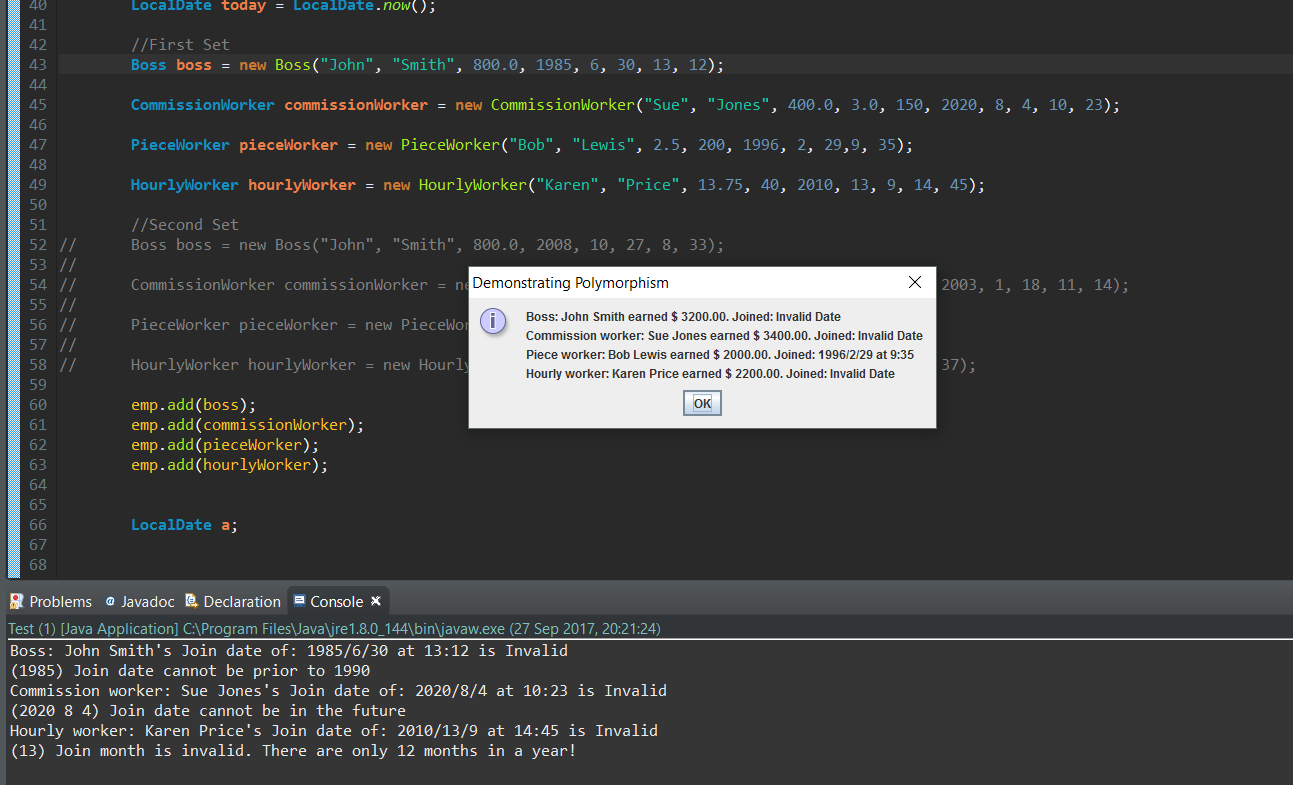 40 LocalDate today = LocalDate.now();
41
42 //First Set
43 Boss boss = new Boss("John", "Smith", 800.0, 1985, 6, 30, 13, 12);
44
45 CommissionWorker commissionWorker = new CommissionWorker("Sue", "Jones", 400.0, 3.0, 150, 2020, 8, 4, 10, 23);
46
47 PieceWorker pieceWorker = new PieceWorker("Bob", "Lewis", 2.5, 200, 1996, 2, 29,9, 35);
48
49 HourlyWorker hourlyWorker = new HourlyWorker("Karen", "Price", 13.75, 40, 2010, 13, 9, 14, 45);
50
51 //Second Set
52 // Boss boss = new Boss("John", "Smith", 800.0, 2008, 10, 27, 8, 33);
53 //
54 // CommissionWorker commissionWorker = ne 2003, 1, 18, 11, 14);
55 //
56 // PieceWorker pieceWorker = new PieceWor
57 //
58 // HourlyWorker hourlyWorker = new Hourly 37);
59
60 emp.add(boss);
61 emp.add(commissionWorker);
62 emp.add(pieceWorker);
63 emp.add(hourlyWorker);
64
65
66 LocalDate a;
67
68
Demonstrating Polymorphism
Boss: John Smith earned $ 3200.00. Joined: Invalid Date
Commission worker: Sue Jones earned $ 3400.00. Joined: Invalid Date
Piece worker: Bob Lewis earned $ 2000.00. Joined: 1996/2/29 at 9:35
Hourly worker: Karen Price earned $ 2200.00. Joined: Invalid Date
OK
Problems @ Javadoc Declaration Console
Test (1) [Java Application] C:\Program Files\Java\jre1.8.0_144\bin\javaw.exe (27 Sep 2017, 20:21:24)
Boss: John Smith's Join date of: 1985/6/30 at 13:12 is Invalid
(1985) Join date cannot be prior to 1990
Commission worker: Sue Jones's Join date of: 2020/8/4 at 10:23 is Invalid
(2020 8 4) Join date cannot be in the future
Hourly worker: Karen Price's Join date of: 2010/13/9 at 14:45 is Invalid
(13) Join month is invalid. There are only 12 months in a year!